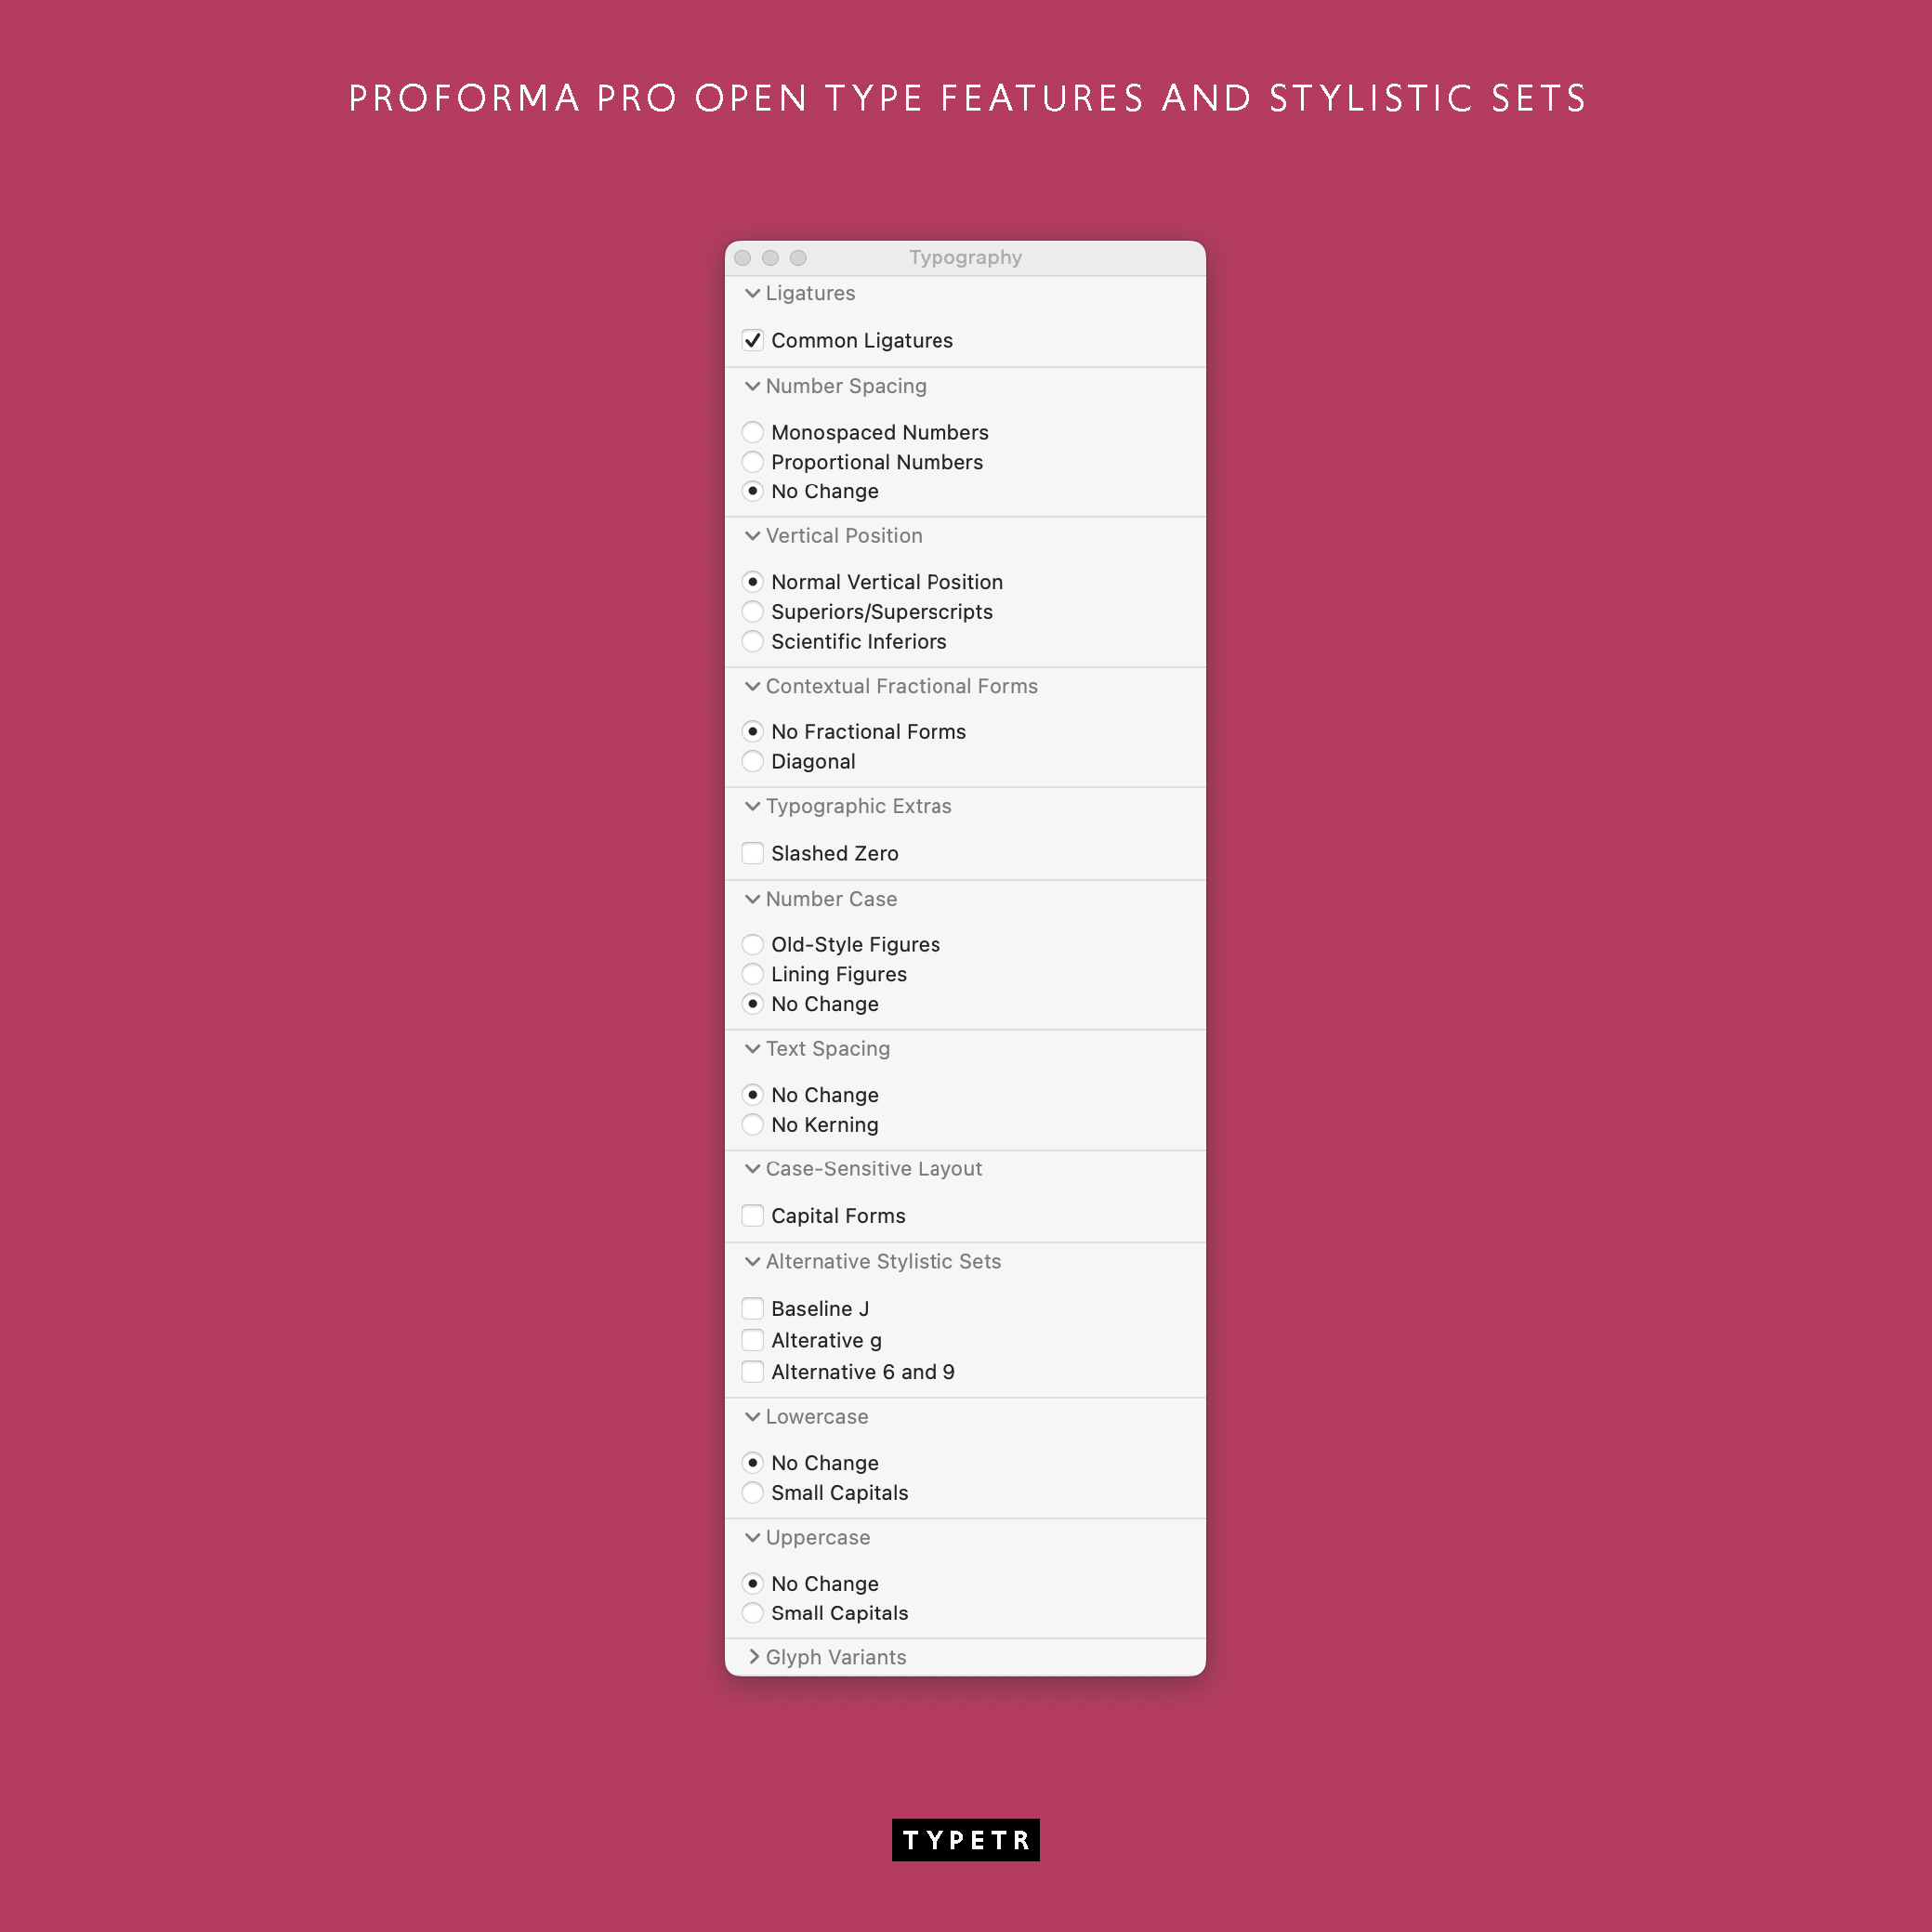 PROFORMA PRO OPEN TYPE FEATURES AND STYLISTIC SETS
Typography
Ligatures
Common Ligatures
Number Spacing
Monospaced Numbers
Proportional Numbers
No Change
Vertical Position
Normal Vertical Position
Superiors/Superscripts
Scientific Inferiors
Contextual Fractional Forms
No Fractional Forms
Diagonal
Typographic Extras
Slashed Zero
Number Case
Old-Style Figures
Lining Figures
No Change
Text Spacing
No Change
No Kerning
Case-Sensitive Layout
Capital Forms
Alternative Stylistic Sets
Baseline J
Alterative g
Alternative 6 and 9
Lowercase
No Change
Small Capitals
Uppercase
No Change
Small Capitals
Glyph Variants
TYPETR